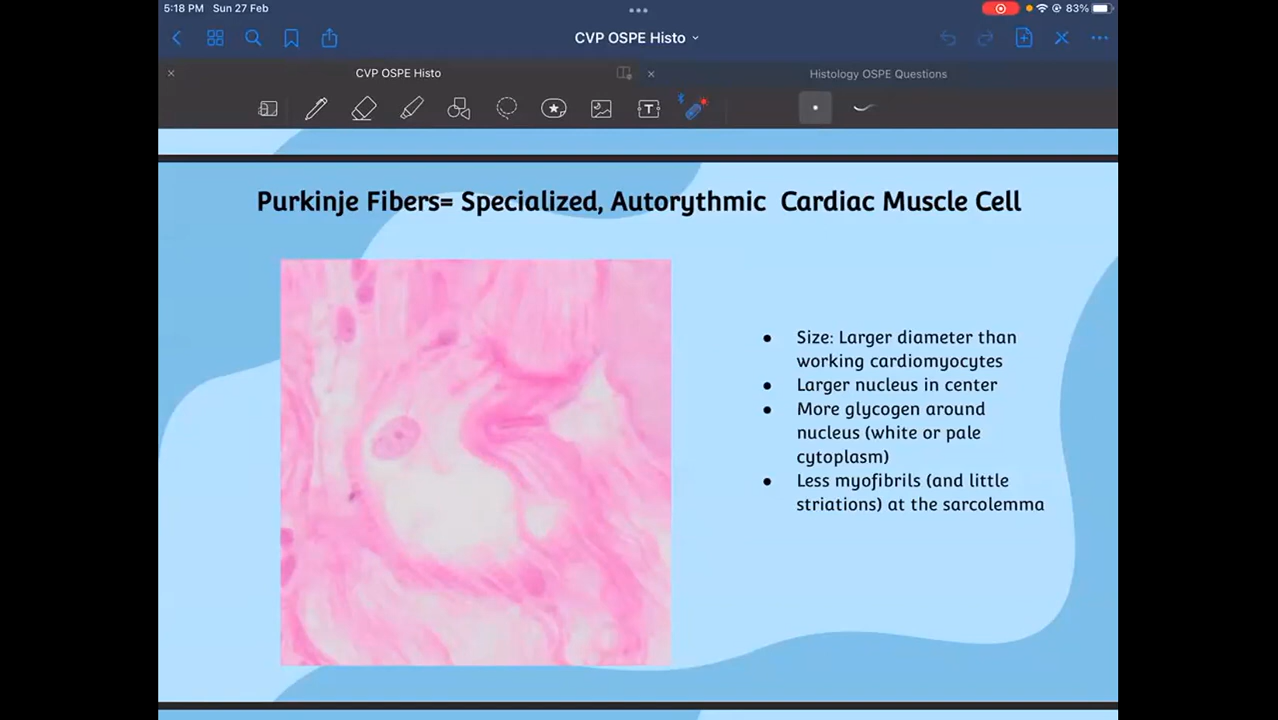 5:18 PM Sun 27 Feb
83%
CVP OSPE Histo
CVP OSPE Histo
Histology OSPE Questions
Purkinje Fibers= Specialized, Autorythmic Cardiac Muscle Cell
● Size: Larger diameter than
working cardiomyocytes
● Larger nucleus in center
● More glycogen around
nucleus (white or pale
cytoplasm)
● Less myofibrils (and little
striations) at the sarcolemma